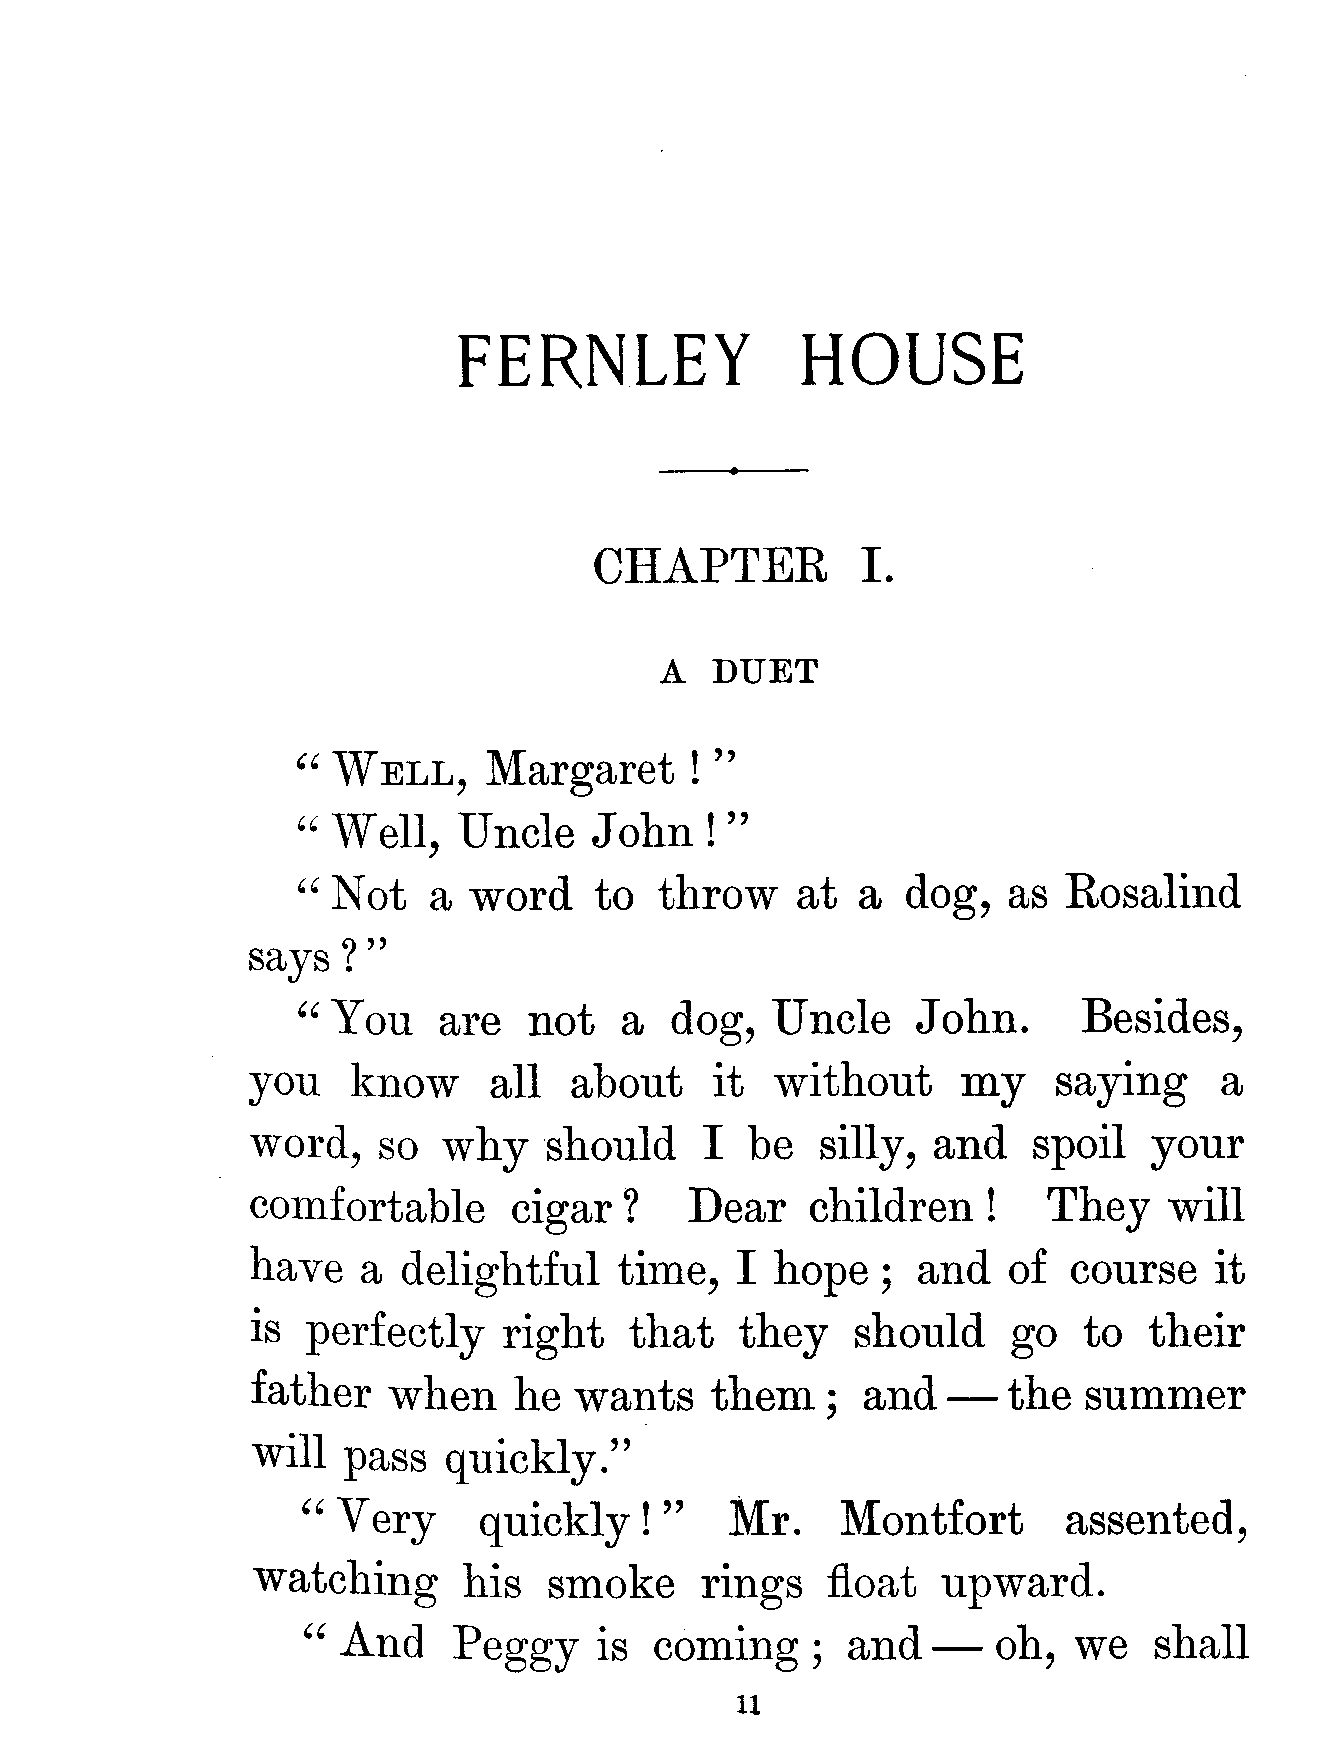 FERNLEY HOUSE
CHAPTER I.
A DUET
“ WELL, Margaret ! ”
“ Well, Uncle John ! ”
“ Not a word to throw at a dog, as Rosalind
says ? ”
“ You are not a dog, Uncle John. Besides,
you know all about it without my saying a
word, so why should I be silly, and spoil your
comfortable cigar ? Dear children ! They will
have a delightful time, I hope ; and of course it
is perfectly right that they should go to their
father when he wants them ; and — the summer
will pass quickly.”
“ Very quickly ! ” Mr. Montfort assented,
watching his smoke rings float upward.
“ And Peggy is coming ; and — oh, we shall
11